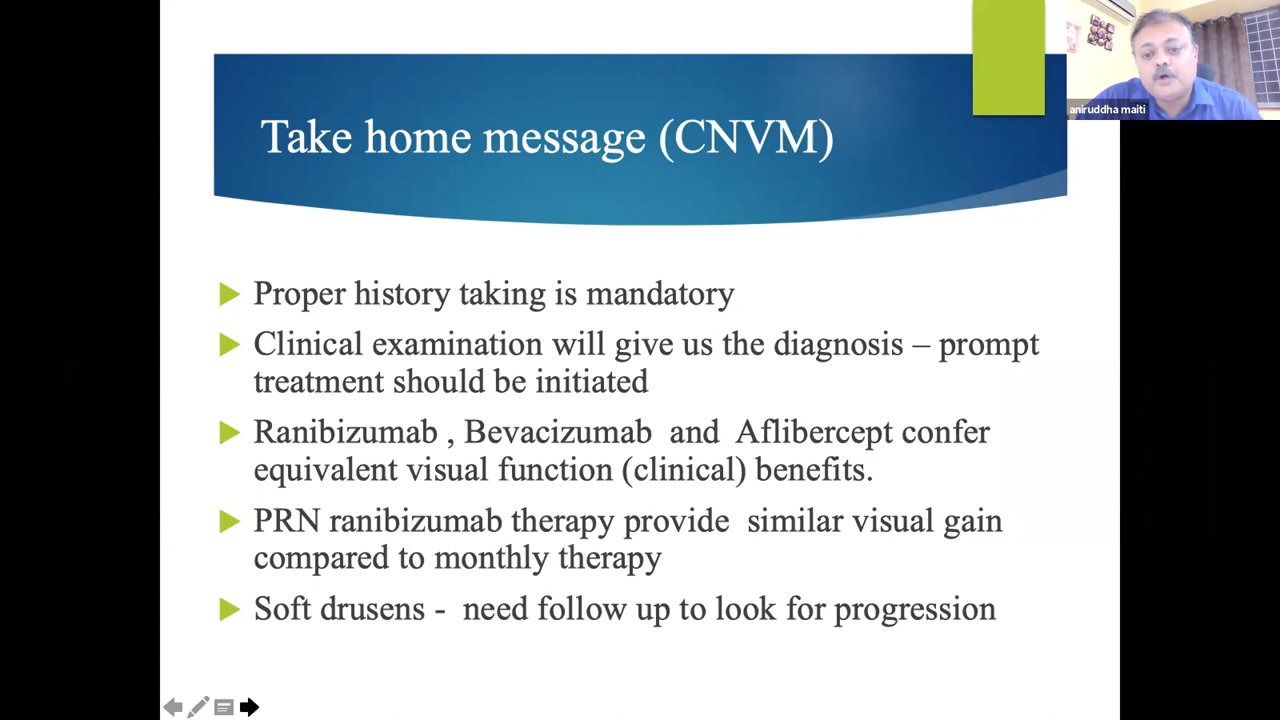 Take home message (CNVM)
aniruddha maiti
Proper history taking is mandatory
Clinical examination will give us the diagnosis – prompt
treatment should be initiated
Ranibizumab , Bevacizumab and Aflibercept confer
equivalent visual function (clinical) benefits.
PRN ranibizumab therapy provide similar visual gain
compared to monthly therapy
Soft drusens - need follow up to look for progression